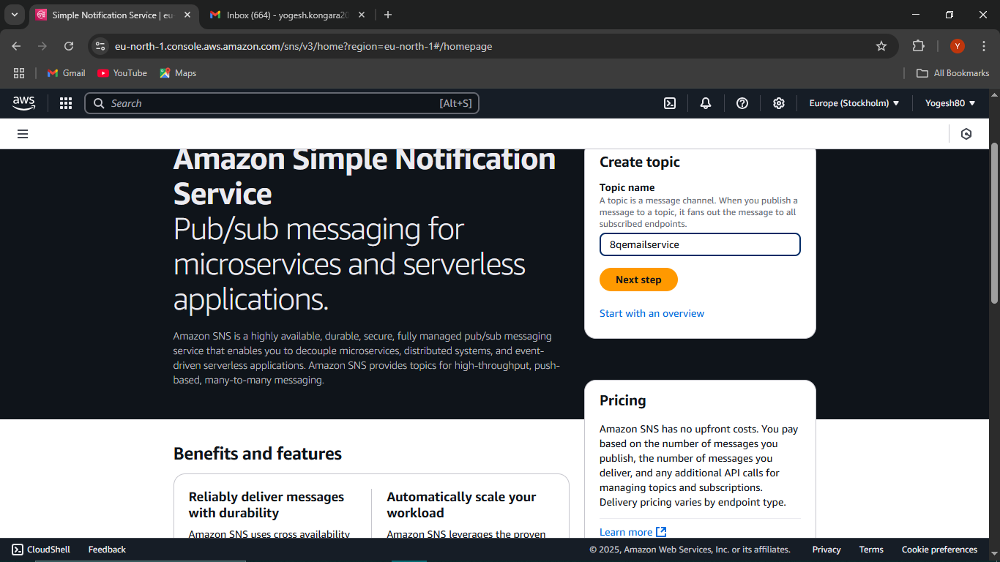 Simple Notification Service | eu-
Inbox (664) - yogesh.kongara20
eu-north-1.console.aws.amazon.com/sns/v3/home?region=eu-north-1#/homepage
Y
Gmail
YouTube
Maps
All Bookmarks
aws
Search
[Alt+S]
Europe (Stockholm)
Yogesh80
Amazon Simple Notification
Service
Pub/sub messaging for
microservices and serverless
applications.
Amazon SNS is a highly available, durable, secure, fully managed pub/sub messaging
service that enables you to decouple microservices, distributed systems, and event-
driven serverless applications. Amazon SNS provides topics for high-throughput, push-
based, many-to-many messaging.
Create topic
Topic name
A topic is a message channel. When you publish a
message to a topic, it fans out the message to all
subscribed endpoints.
8qemailservice
Next step
Start with an overview
Pricing
Amazon SNS has no upfront costs. You pay
based on the number of messages you
publish, the number of messages you
deliver, and any additional API calls for
managing topics and subscriptions.
Delivery pricing varies by endpoint type.
Learn more
Benefits and features
Reliably deliver messages
with durability
Amazon SNS uses cross availability
Automatically scale your
workload
Amazon SNS leverages the proven
CloudShell
Feedback
© 2025, Amazon Web Services, Inc. or its affiliates.
Privacy
Terms
Cookie preferences